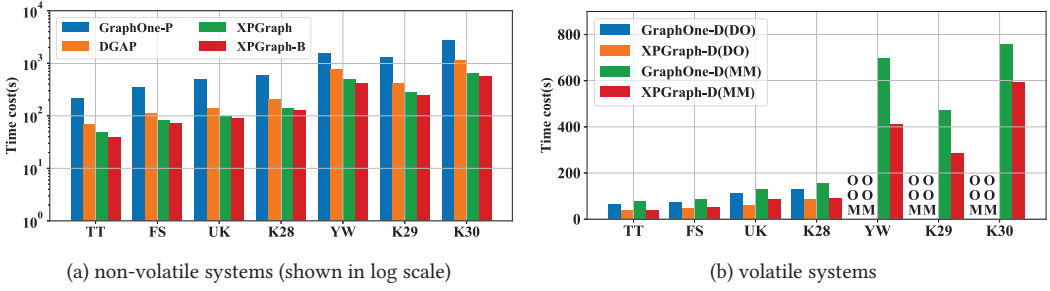 Time cost(s)
10^4
10^3
10^2
10^1
10^0
GraphOne-P
DGAP
XPGraph
XPGraph-B
TT FS UK K28 YW K29 K30
(a) non-volatile systems (shown in log scale)
Time cost(s)
800
600
400
200
0
GraphOne-D(DO)
XPGraph-D(DO)
GraphOne-D(MM)
XPGraph-D(MM)
O O O O O O
O O O O O O
MM MM MM
TT FS UK K28 YW K29 K30
(b) volatile systems